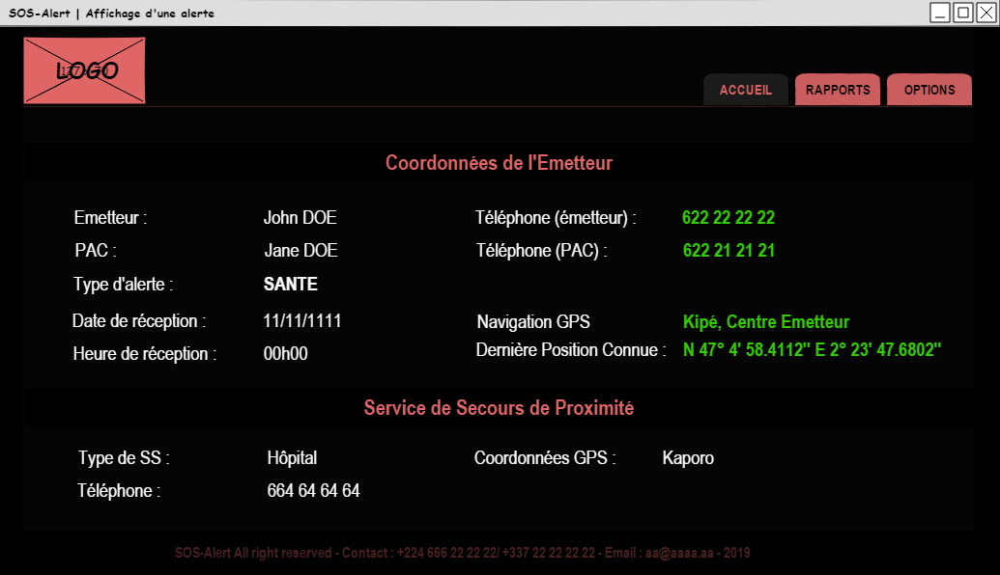 SOS-Alert | Affichage d'une alerte
LOGO
ACCUEIL RAPPORTS OPTIONS
Coordonnées de l'Emetteur
Emetteur : John DOE Téléphone (émetteur) : 622 22 22 22
PAC : Jane DOE Téléphone (PAC) : 622 21 21 21
Type d'alerte : SANTE
Date de réception : 11/11/1111 Navigation GPS Kipé, Centre Emetteur
Heure de réception : 00h00 Dernière Position Connue : N 47° 4' 58.4112" E 2° 23' 47.6802"
Service de Secours de Proximité
Type de SS : Hôpital Coordonnées GPS : Kaporo
Téléphone : 664 64 64 64
SOS-Alert All right reserved - Contact : +224 666 22 22 22/ +337 22 22 22 22 - Email : aa@aaaa.aa - 2019